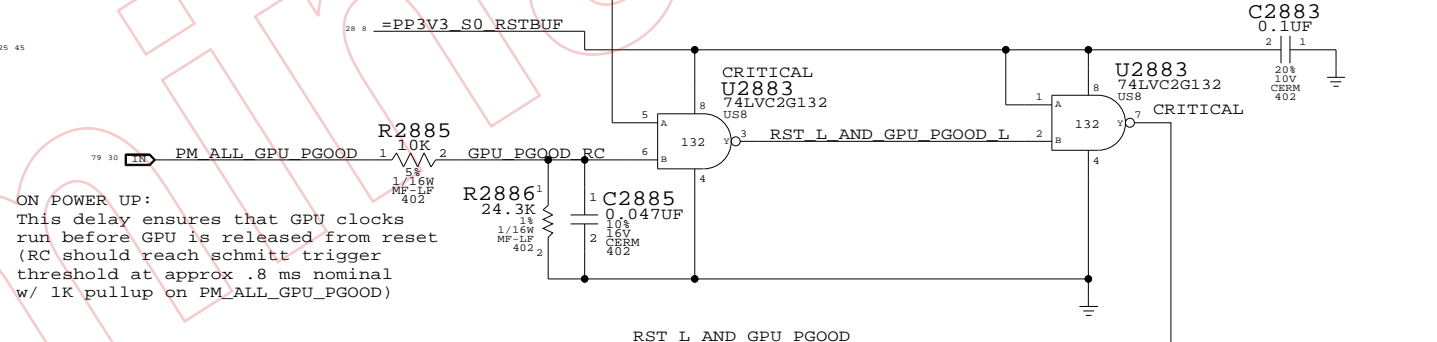 C2883
0.1UF
2 1
20%
10V
CERM
402
28 8 =PP3V3_S0_RSTBUF
25 45
CRITICAL
U2883
74LVC2G132
US8
8
5 A
132
Y 3
6 B
4
RST_L_AND_GPU_PGOOD_L
U2883
74LVC2G132
US8
CRITICAL
8
1 A
132
Y 7
2 B
4
R2885
10K
79 30 IN PM_ALL_GPU_PGOOD 1 2 GPU_PGOOD_RC
5%
1/16W
MF-LF
402
R2886 1
24.3K
1%
1/16W
MF-LF
402 2
1 C2885
0.047UF
10%
16V
2 CERM
402
ON POWER UP:
This delay ensures that GPU clocks
run before GPU is released from reset
(RC should reach schmitt trigger
threshold at approx .8 ms nominal
w/ 1K pullup on PM_ALL_GPU_PGOOD)
RST_L_AND_GPU_PGOOD